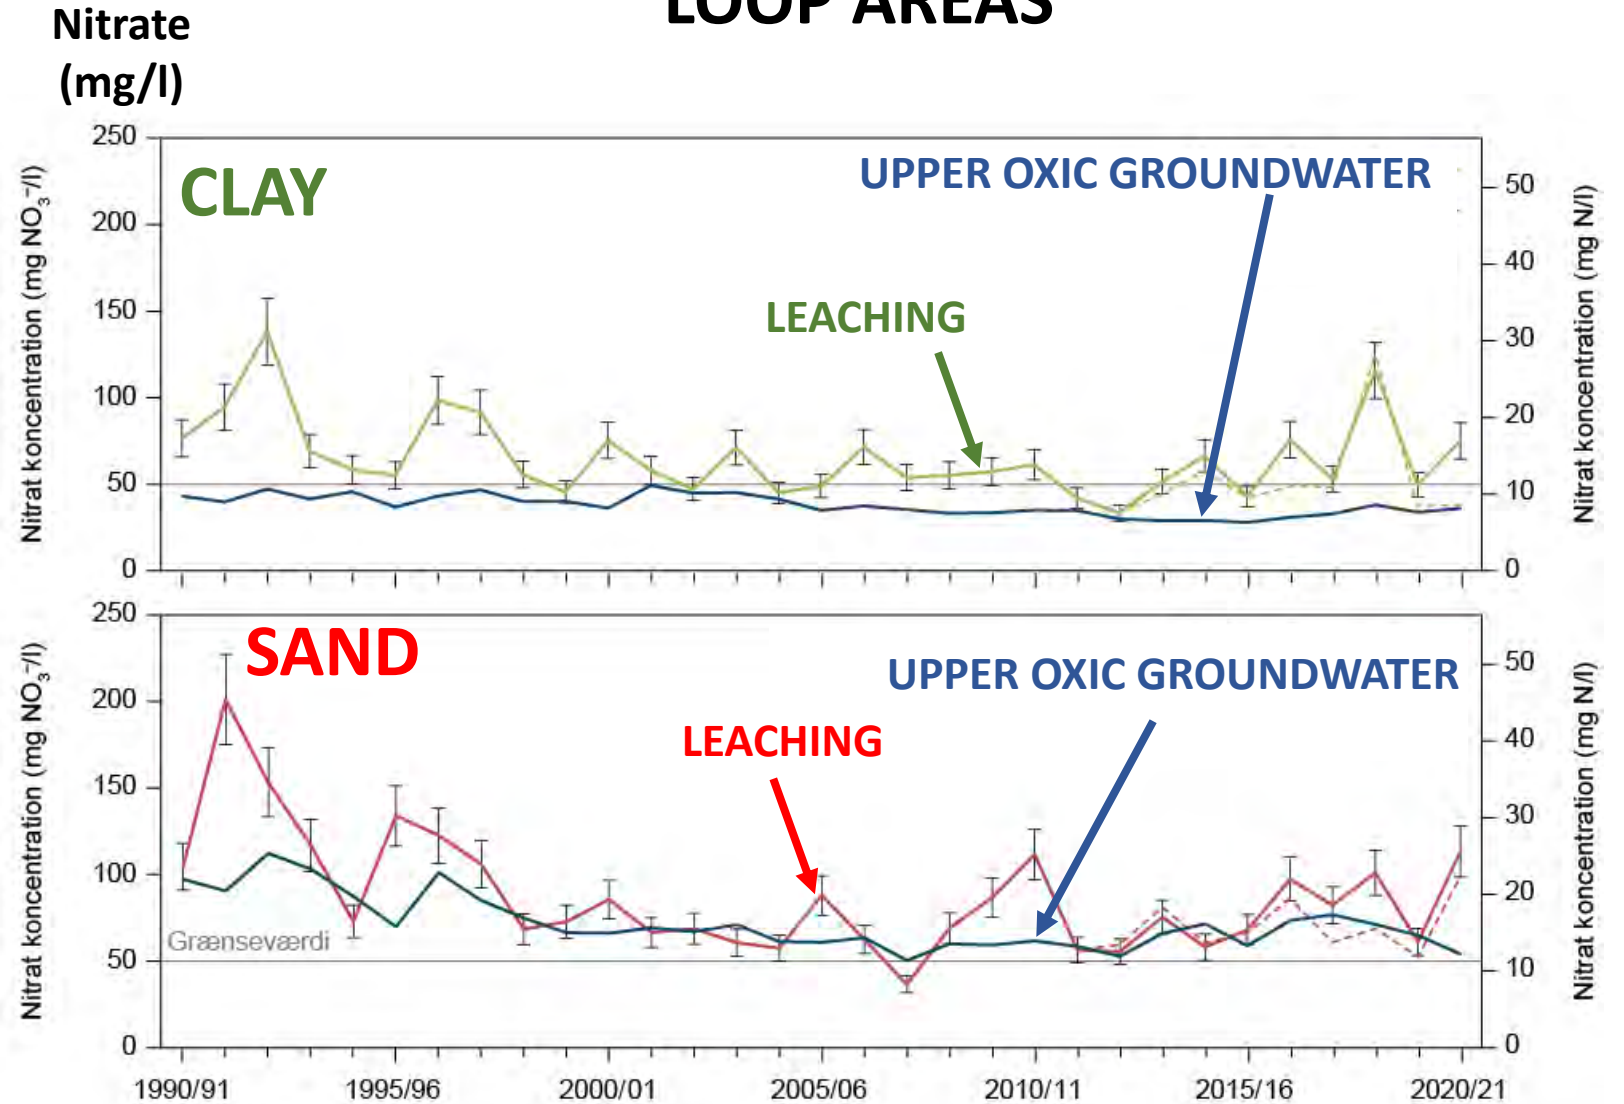 LOOP AREAS
Nitrate
(mg/l)
Nitrat koncentration (mg NO₃⁻/l)
250
200
150
100
50
0
CLAY
UPPER OXIC GROUNDWATER
LEACHING
50
40
30
20
10
0
Nitrat koncentration (mg N/l)
Nitrat koncentration (mg NO₃⁻/l)
250
200
150
100
50
0
SAND
UPPER OXIC GROUNDWATER
LEACHING
Grænseværdi
50
40
30
20
10
0
Nitrat koncentration (mg N/l)
1990/91 1995/96 2000/01 2005/06 2010/11 2015/16 2020/21